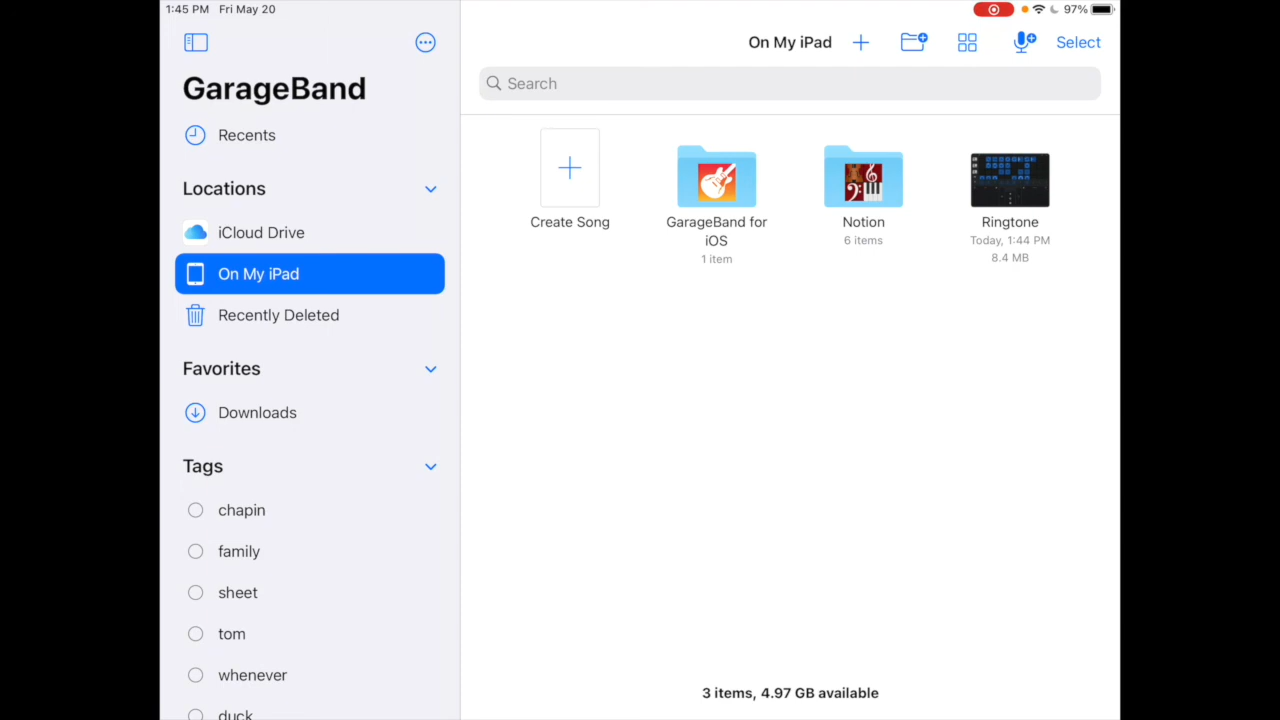 1:45 PM Fri May 20
97%
GarageBand
Recents
Locations
iCloud Drive
On My iPad
Recently Deleted
Favorites
Downloads
Tags
chapin
family
sheet
tom
whenever
duck
On My iPad
Select
Search
Create Song
GarageBand for
iOS
1 item
Notion
6 items
Ringtone
Today, 1:44 PM
8.4 MB
3 items, 4.97 GB available